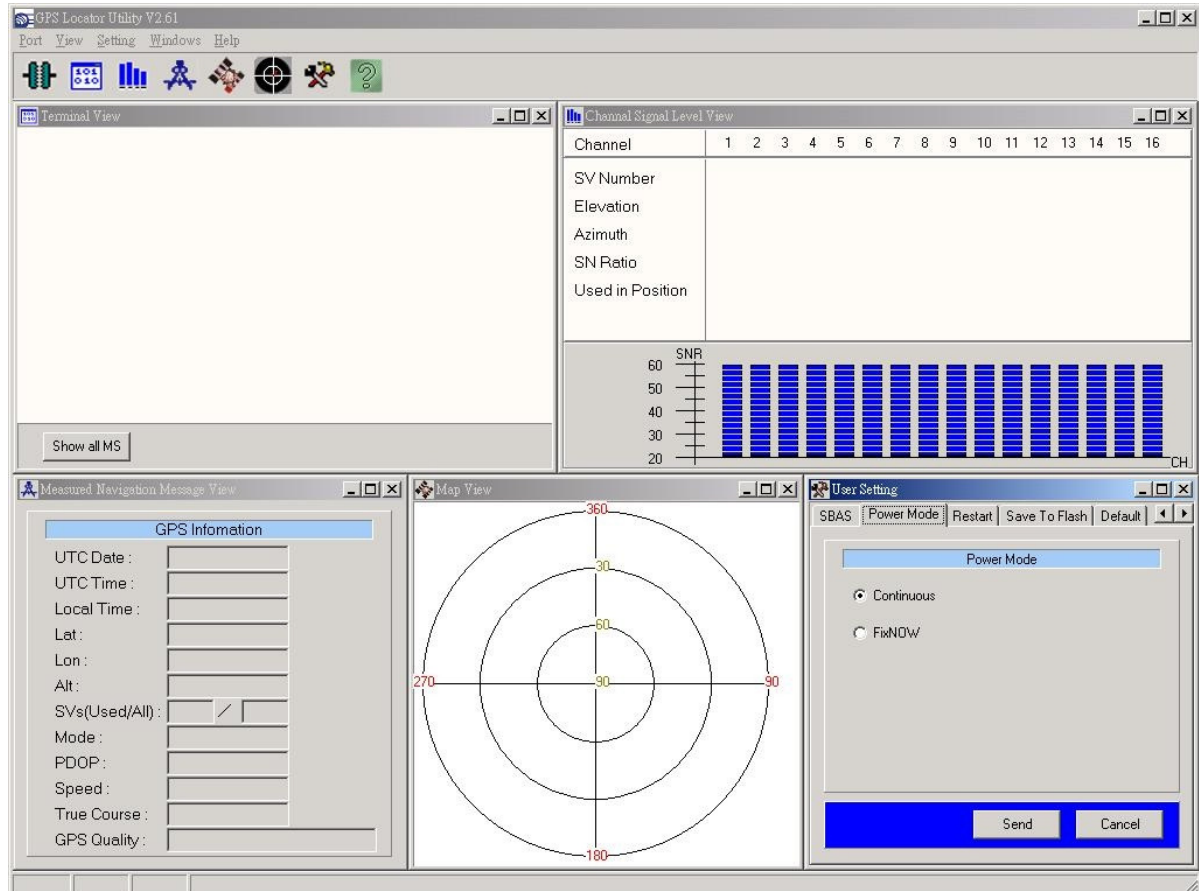 GPS Locator Utility V2.61
Port View Setting Windows Help
101
010
Terminal View
Show all MS
Channal Signal Level View
Channel 1 2 3 4 5 6 7 8 9 10 11 12 13 14 15 16
SV Number
Elevation
Azimuth
SN Ratio
Used in Position
SNR
60
50
40
30
20
CH.
Measured Navigation Message View
GPS Infomation
UTC Date :
UTC Time :
Local Time :
Lat :
Lon :
Alt :
SVs(Used/All) : /
Mode :
PDOP :
Speed :
True Course :
GPS Quality :
Map View
360
30
60
270 90 90
180
User Setting
SBAS Power Mode Restart Save To Flash Default
Power Mode
Continuous
FixNOW
Send Cancel